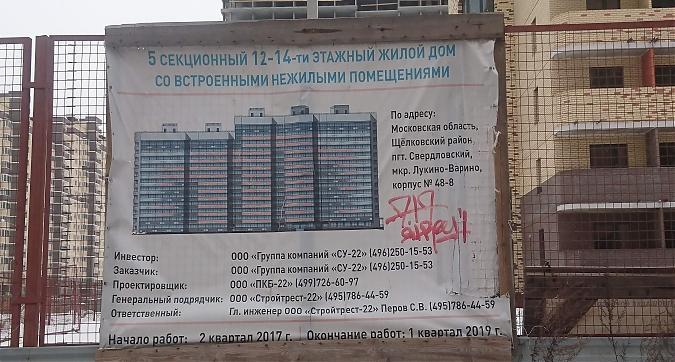 5 СЕКЦИОННЫЙ 12-14-ти ЭТАЖНЫЙ ЖИЛОЙ ДОМ
СО ВСТРОЕННЫМИ НЕЖИЛЫМИ ПОМЕЩЕНИЯМИ
По адресу:
Московская область,
Щёлковский район
пгт. Свердловский,
мкр. Лукино-Варино,
корпус № 48-8
Инвестор: ООО «Группа компаний «СУ-22» (496)250-15-53
Заказчик: ООО «Группа компаний «СУ-22» (496)250-15-53
Проектировщик: ООО «ПКБ-22» (499)726-60-97
Генеральный подрядчик: ООО «Стройтрест-22» (495)786-44-59
Ответственный: Гл. инженер ООО «Стройтрест-22» Перов С.В. (495)786-44-59
Начало работ: 2 квартал 2017 г. Окончание работ: 1 квартал 2019 г.